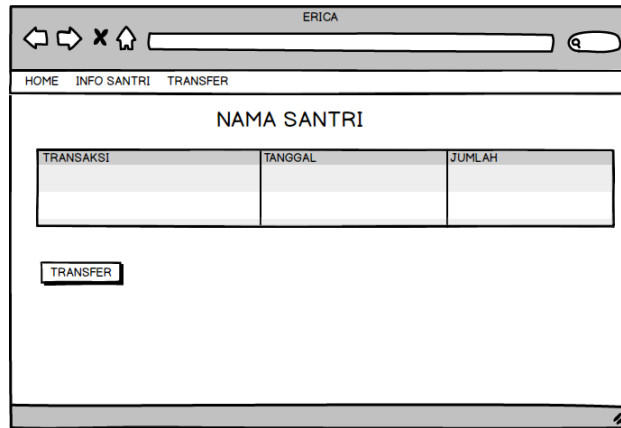 ERICA
HOME INFO SANTRI TRANSFER
NAMA SANTRI
TRANSAKSI TANGGAL JUMLAH
TRANSFER